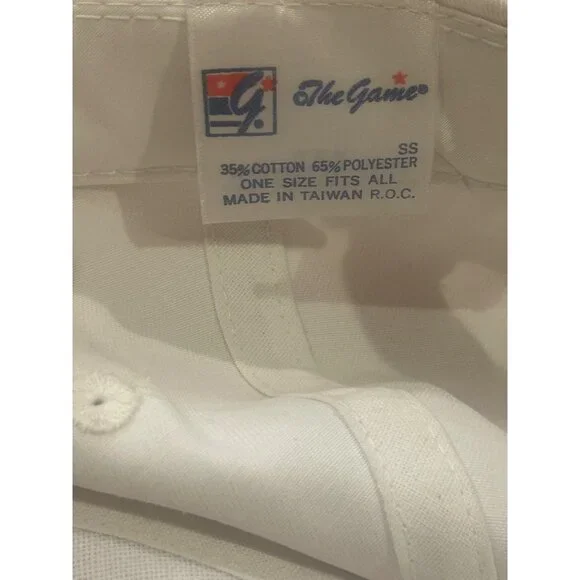 G.
The Game®
SS
35% COTTON 65% POLYESTER
ONE SIZE FITS ALL
MADE IN TAIWAN R.O.C.